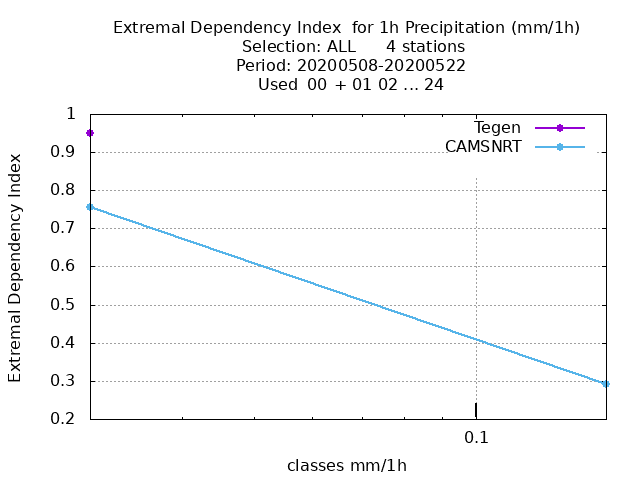 Extremal Dependency Index  for 1h Precipitation (mm/1h)
Selection: ALL      4 stations
Period: 20200508-20200522
Used  00  + 01 02 ... 24
Tegen
CAMSNRT
1
0.9
0.8
0.7
0.6
0.5
0.4
0.3
0.2
Extremal Dependency Index
0.1
classes mm/1h